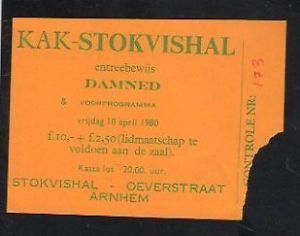 KAK-STOKVISHAL
entreebewijs
DAMNED
& VOORPROGRAMMA
vrijdag 18 april 1980
f.10,- + f.2,50 (lidmaatschap te
voldoen aan de zaal).
Kassa los 20.00. uur.
STOKVISHAL - OEVERSTRAAT
ARNHEM
CONTROLE NR: 173